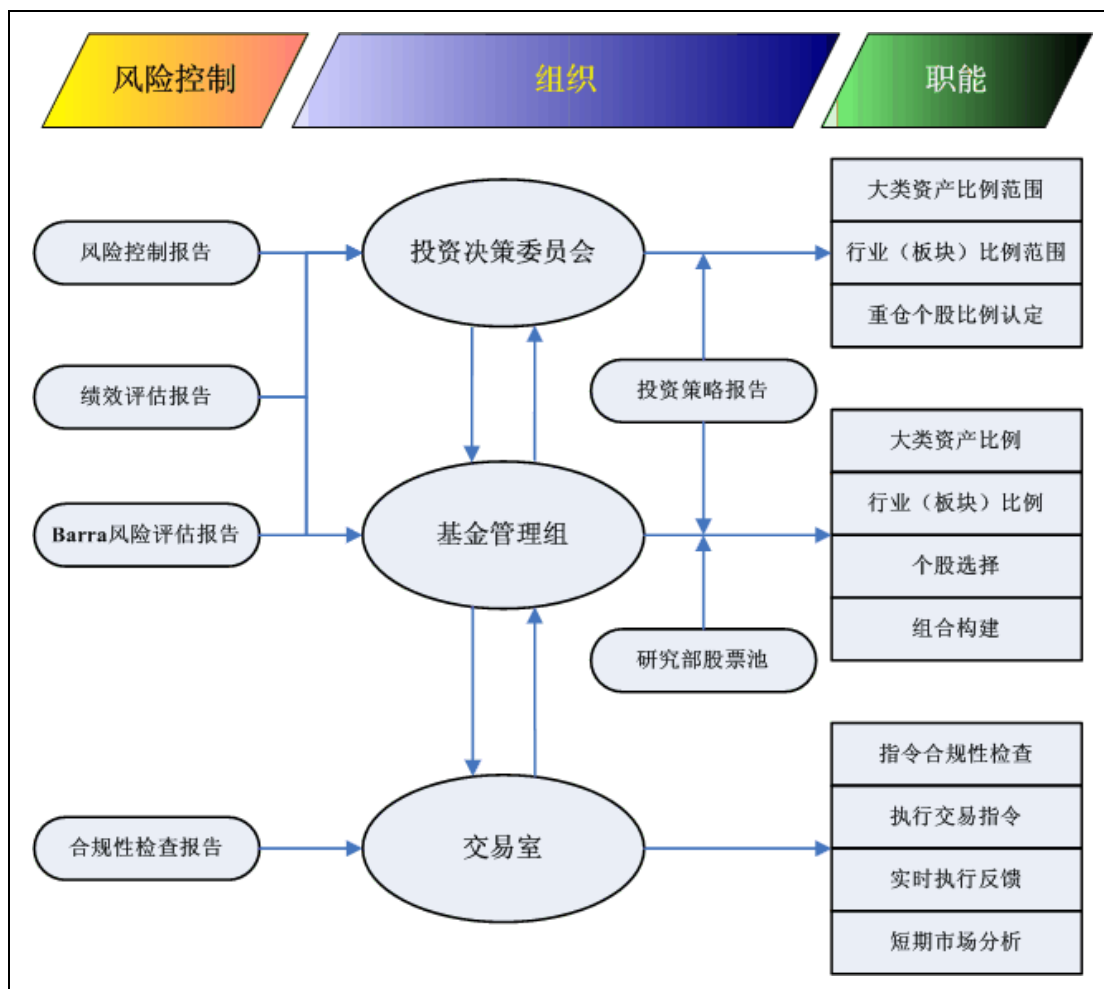 风险控制
组织
职能
风险控制报告
绩效评估报告
Barra风险评估报告
合规性检查报告
投资决策委员会
基金管理组
交易室
投资策略报告
研究部股票池
大类资产比例范围
行业（板块）比例范围
重仓个股比例认定
大类资产比例
行业（板块）比例
个股选择
组合构建
指令合规性检查
执行交易指令
实时执行反馈
短期市场分析